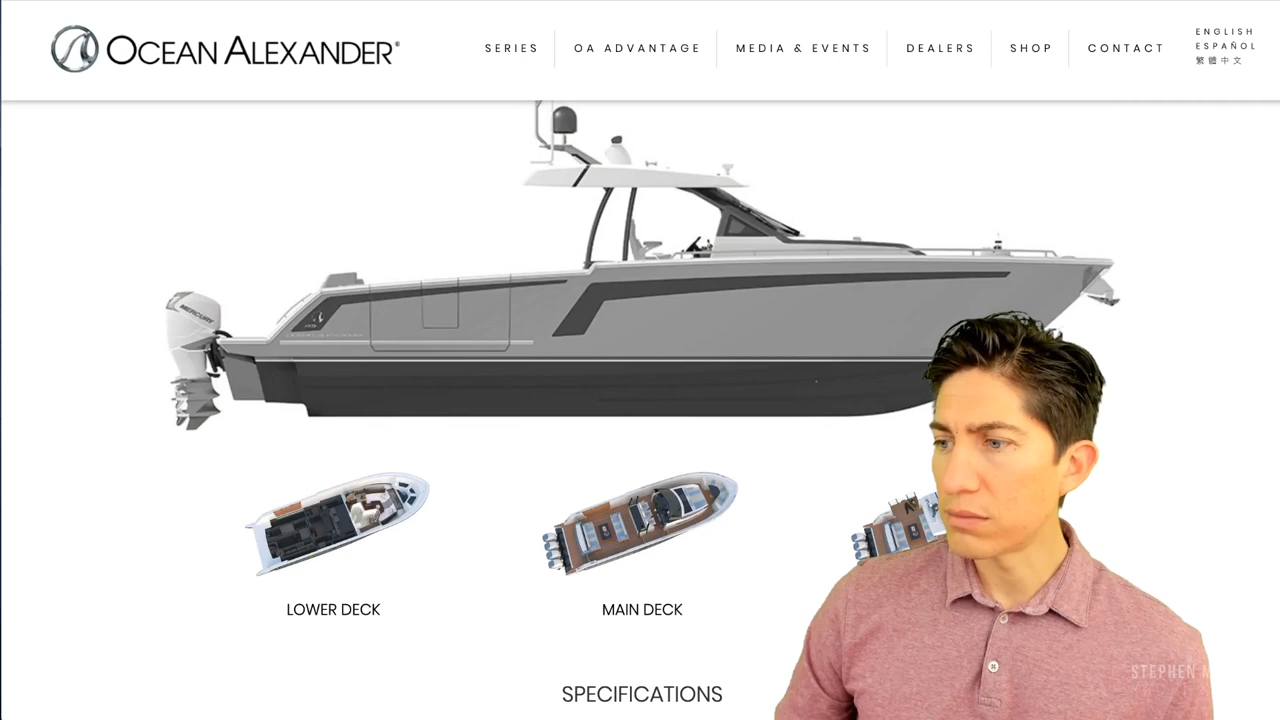 OCEAN ALEXANDER®
SERIES
OA ADVANTAGE
MEDIA & EVENTS
DEALERS
SHOP
CONTACT
ENGLISH
ESPAÑOL
繁體中文
MERCURY
LOWER DECK
MAIN DECK
SPECIFICATIONS
STEPHEN